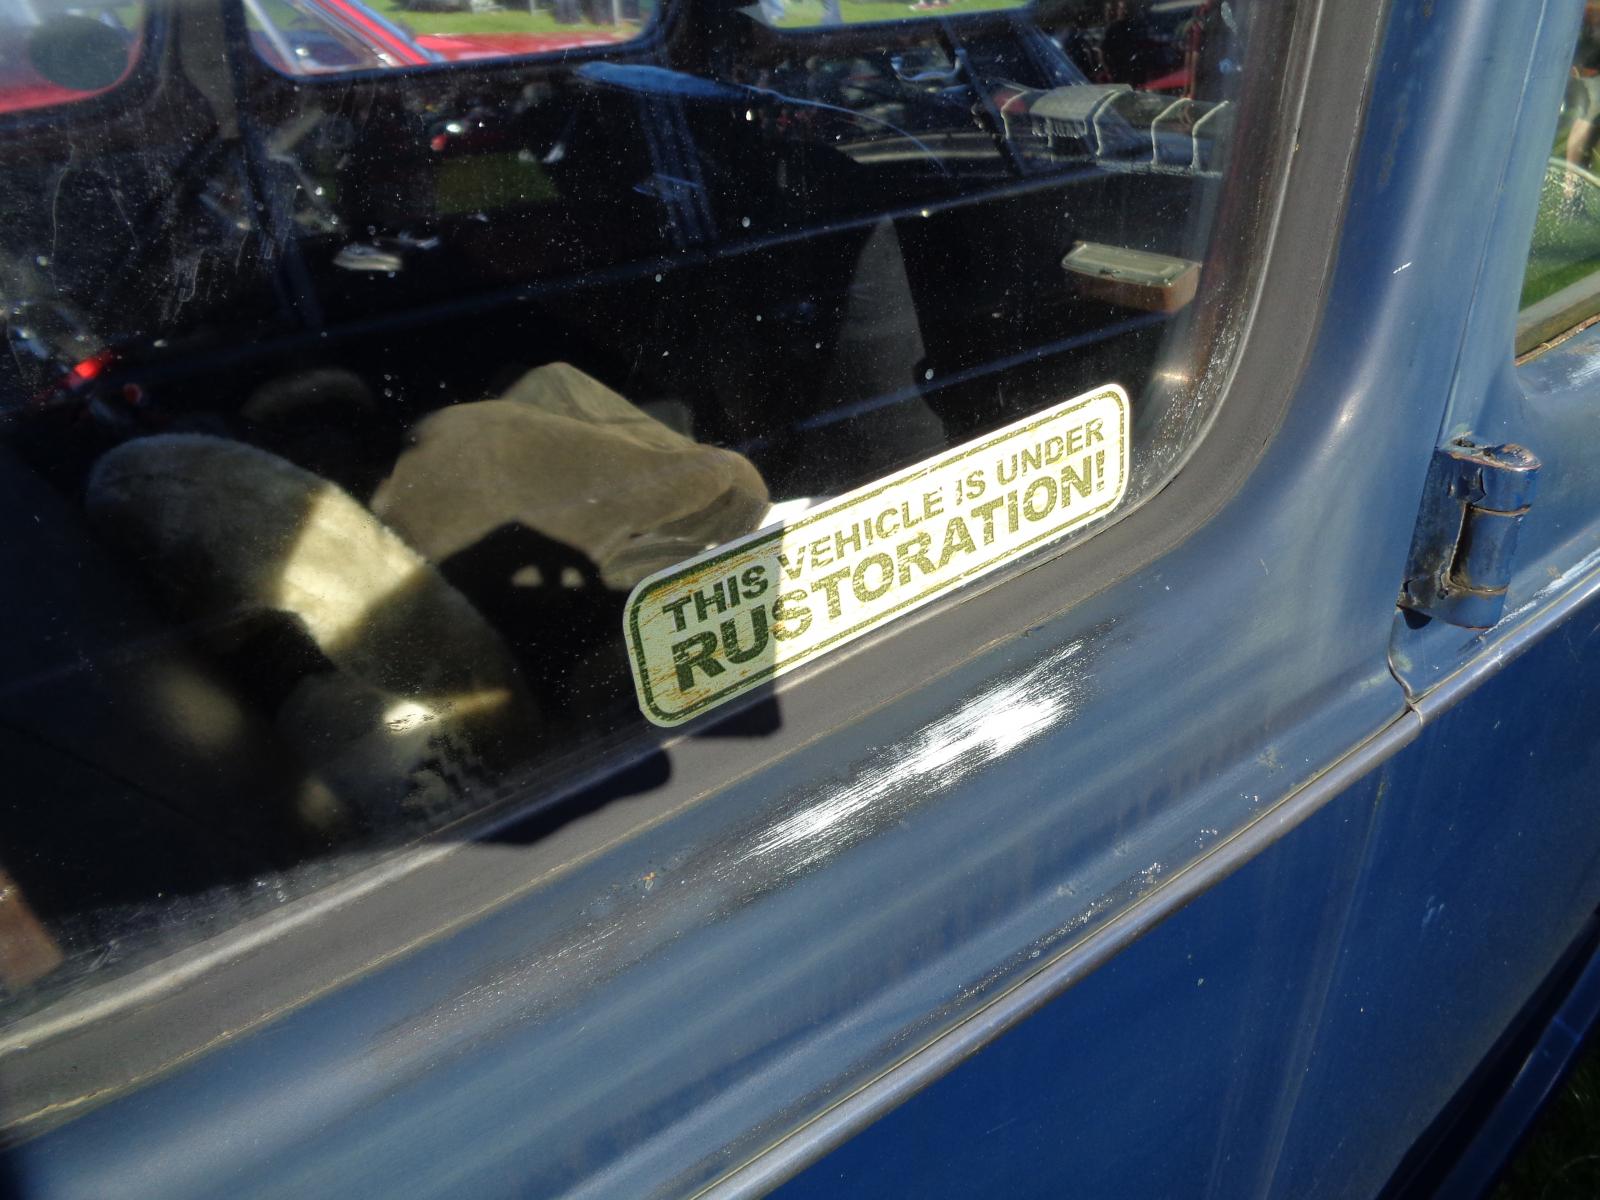 THIS VEHICLE IS UNDER
RUSTORATION!